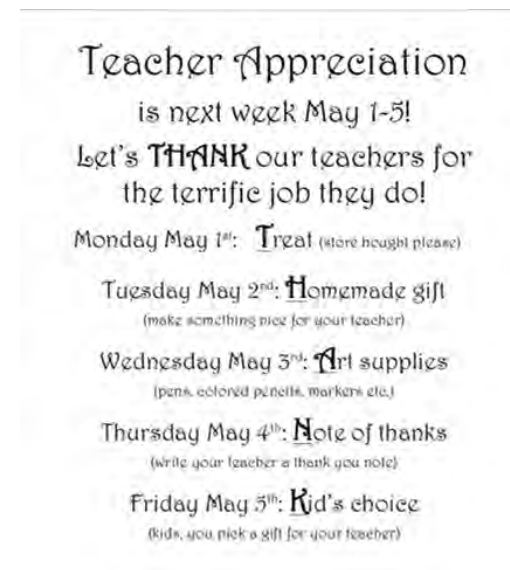 Teacher Appreciation
is next week May 1-5!
Let's THANK our teachers for
the terrific job they do!
Monday May 1st: Treat (store bought please)
Tuesday May 2nd: Homemade gift
(make something nice for your teacher)
Wednesday May 3rd: Art supplies
(pens, colored pencils, markers etc.)
Thursday May 4th: Note of thanks
(write your teacher a thank you note)
Friday May 5th: Kid's choice
(kids, you pick a gift for your teacher)